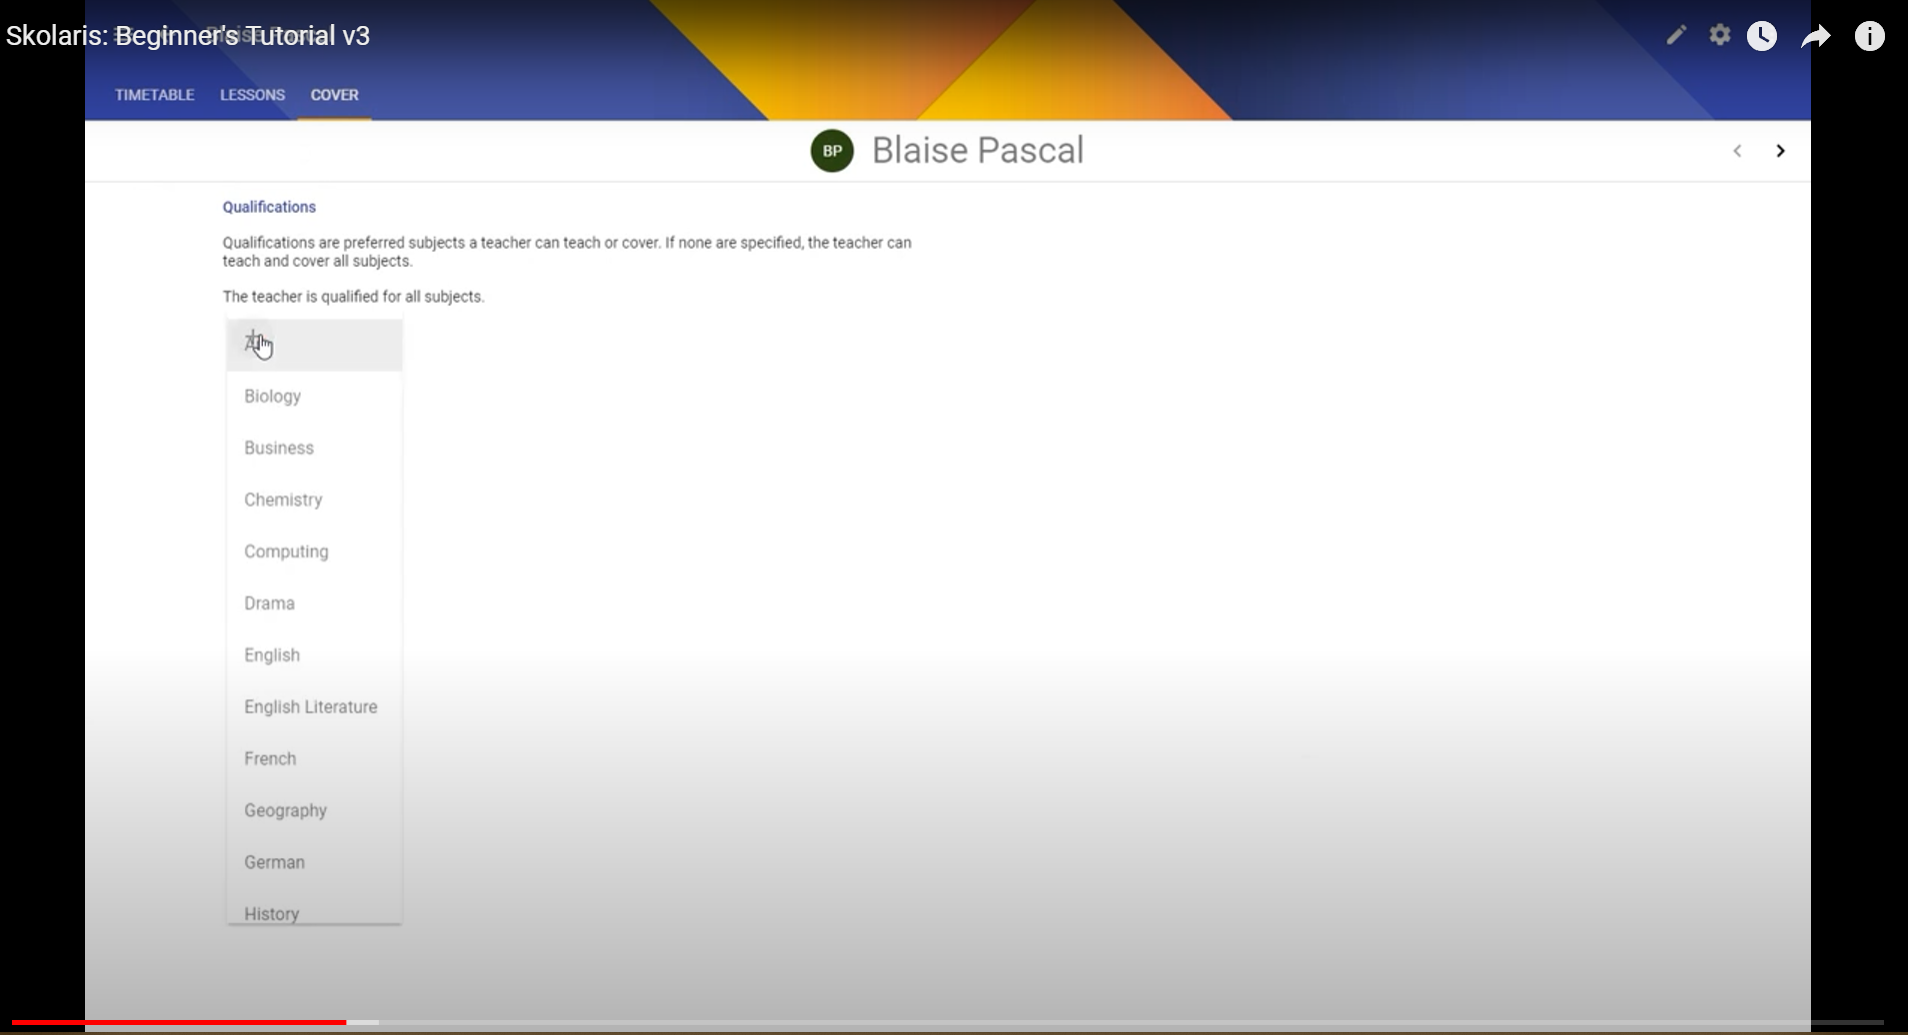 Skolaris: Beginner's Tutorial v3
TIMETABLE LESSONS COVER
BP Blaise Pascal
Qualifications
Qualifications are preferred subjects a teacher can teach or cover. If none are specified, the teacher can
teach and cover all subjects.
The teacher is qualified for all subjects.
Biology
Business
Chemistry
Computing
Drama
English
English Literature
French
Geography
German
History